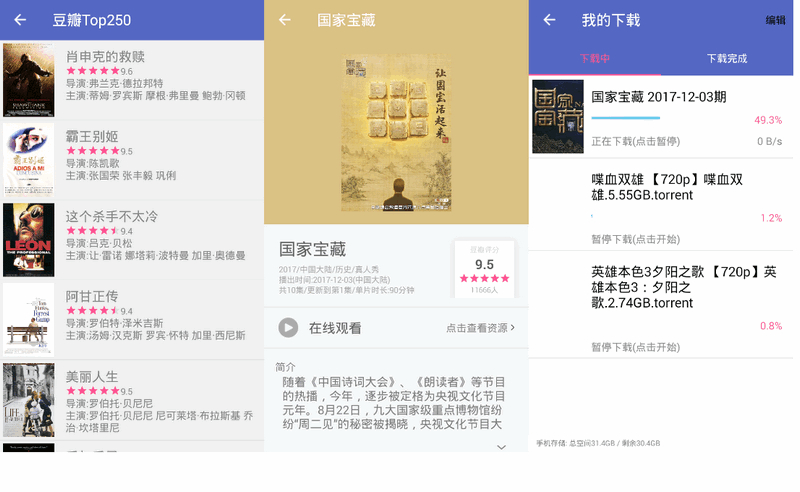 豆瓣Top250
肖申克的救赎
9.6
导演:弗兰克·德拉邦特
主演:蒂姆·罗宾斯 摩根·弗里曼 鲍勃·冈顿
霸王别姬
9.5
导演:陈凯歌
主演:张国荣 张丰毅 巩俐
霸王别姬
ADIOS A MI
CONCUBINA
这个杀手不太冷
9.4
导演:吕克·贝松
主演:让·雷诺 娜塔莉·波特曼 加里·奥德曼
LEON
THE PROFESSIONAL
阿甘正传
9.4
导演:罗伯特·泽米吉斯
主演:汤姆·汉克斯 罗宾·怀特 加里·西尼斯
美丽人生
9.5
导演:罗伯托·贝尼尼
主演:罗伯托·贝尼尼 尼可莱塔·布拉斯基 乔
治·坎塔里尼
国家宝藏
让国宝活起来
国家宝藏
2017/中国大陆/历史/真人秀
播出时间:2017-12-03(中国大陆)
共10集/更新到第1集/单片时长:90分钟
豆瓣评分
9.5
11666人
在线观看
点击查看资源
简介
随着《中国诗词大会》、《朗读者》等节目
的热播，今年，逐步被定格为央视文化节目
元年。8月22日，九大国家级重点博物馆纷
纷“周二见”的秘密被揭晓，央视文化节目大
我的下载
编辑
下载中
下载完成
国家宝藏
国家宝藏 2017-12-03期
49.3%
正在下载(点击暂停)
0 B/s
喋血双雄 【720p】喋血双
雄.5.55GB.torrent
1.2%
暂停下载(点击开始)
英雄本色3夕阳之歌 【720p】英
雄本色3：夕阳之
歌.2.74GB.torrent
0.8%
暂停下载(点击开始)
手机存储: 总空间31.4GB / 剩余30.4GB